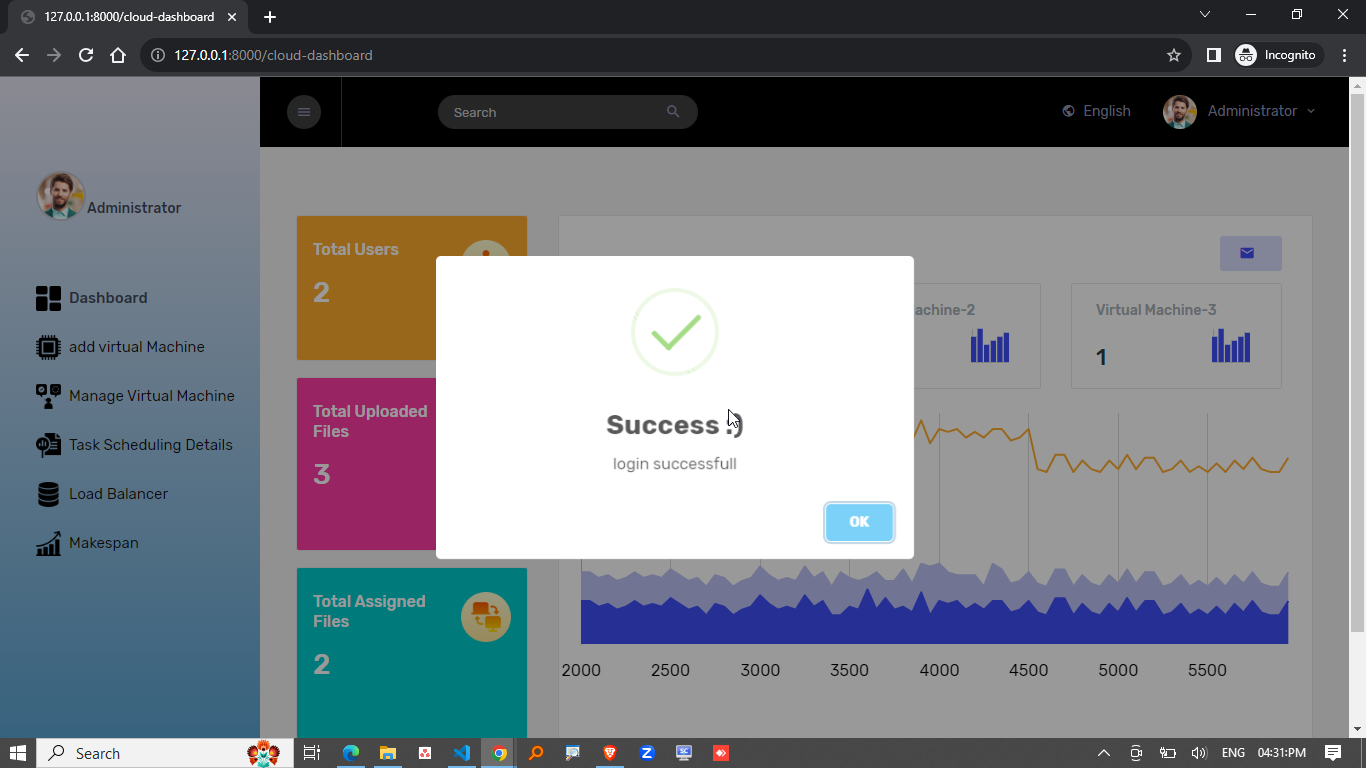 127.0.0.1:8000/cloud-dashboard
127.0.0.1:8000/cloud-dashboard
Incognito
Search
English
Administrator
Administrator
Dashboard
add virtual Machine
Manage Virtual Machine
Task Scheduling Details
Load Balancer
Makespan
Total Users
2
Total Uploaded
Files
3
Total Assigned
Files
2
achine-2
Virtual Machine-3
1
Success :)
login successfull
OK
2000 2500 3000 3500 4000 4500 5000 5500
Search
ENG 04:31:PM